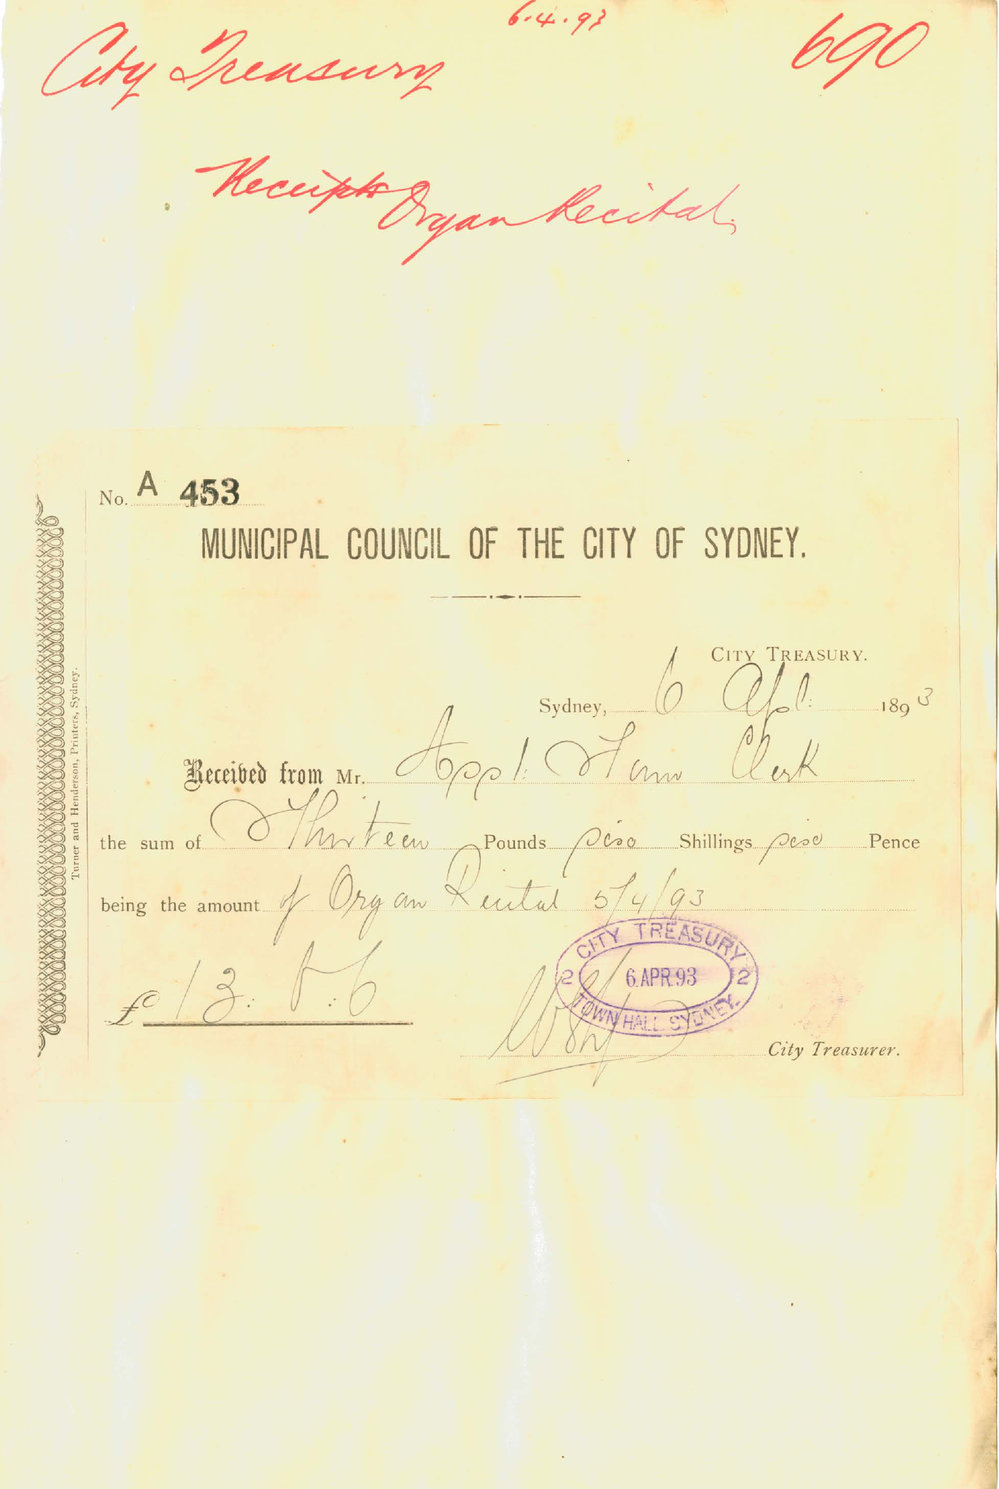 6.4.93
City Treasury
690
Receipts Organ Recital
No. A 453
MUNICIPAL COUNCIL OF THE CITY OF SYDNEY.
CITY TREASURY.
Sydney, 6 Apl: 1893
Received from Mr. Town Clerk
the sum of Thirteen Pounds Shillings Pence
being the amount of Organ Recital 5/4/93
£ 13: 6
CITY TREASURY
2 6 APR. 93 2
TOWN HALL SYDNEY.
City Treasurer.
Turner and Henderson, Printers, Sydney.